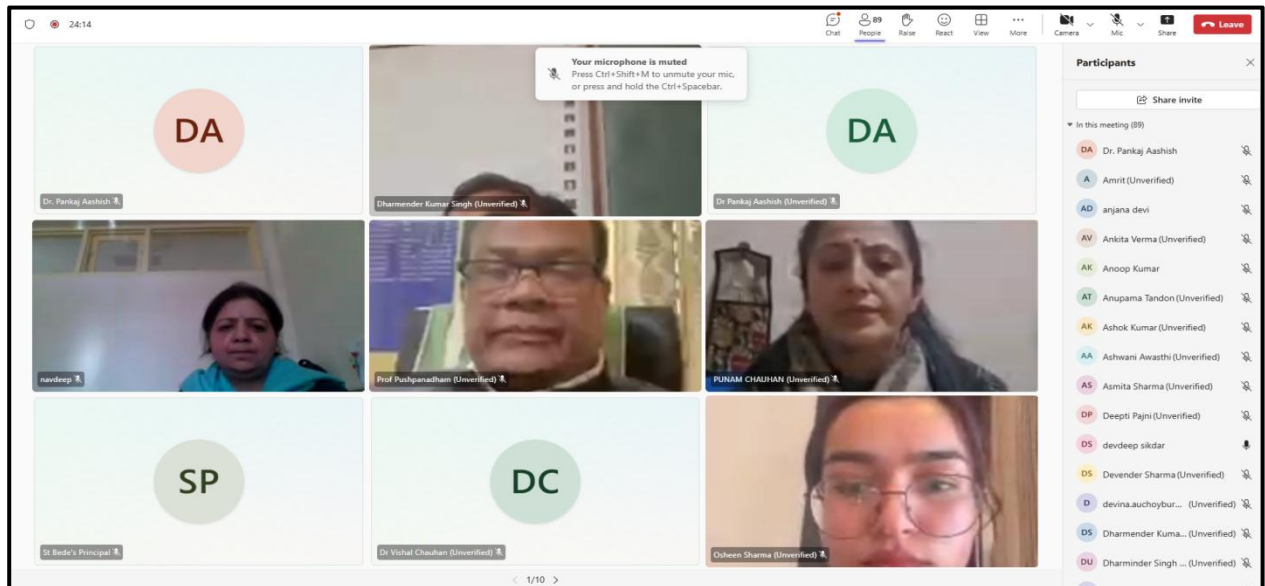 24:14
89
Chat
People
Raise
React
View
More
Camera
Mic
Share
Leave
Your microphone is muted
Press Ctrl+Shift+M to unmute your mic,
or press and hold the Ctrl+Spacebar.
DA
Dr. Pankaj Aashish
Dharmender Kumar Singh (Unverified)
DA
Dr Pankaj Aashish (Unverified)
navdeep
Prof Pushpanadham (Unverified)
PUNAM CHAUHAN (Unverified)
SP
St Bede's Principal
DC
Dr Vishal Chauhan (Unverified)
Osheen Sharma (Unverified)
1/10
Participants
Share invite
In this meeting (89)
DA Dr. Pankaj Aashish
A Amrit (Unverified)
AD anjana devi
AV Ankita Verma (Unverified)
AK Anoop Kumar
AT Anupama Tandon (Unverified)
AK Ashok Kumar (Unverified)
AA Ashwani Awasthi (Unverified)
AS Asmita Sharma (Unverified)
DP Deepti Pajni (Unverified)
DS devdeep sikdar
DS Devender Sharma (Unverified)
D devina.auchoybur... (Unverified)
DS Dharmender Kuma... (Unverified)
DU Dharminder Singh ... (Unverified)